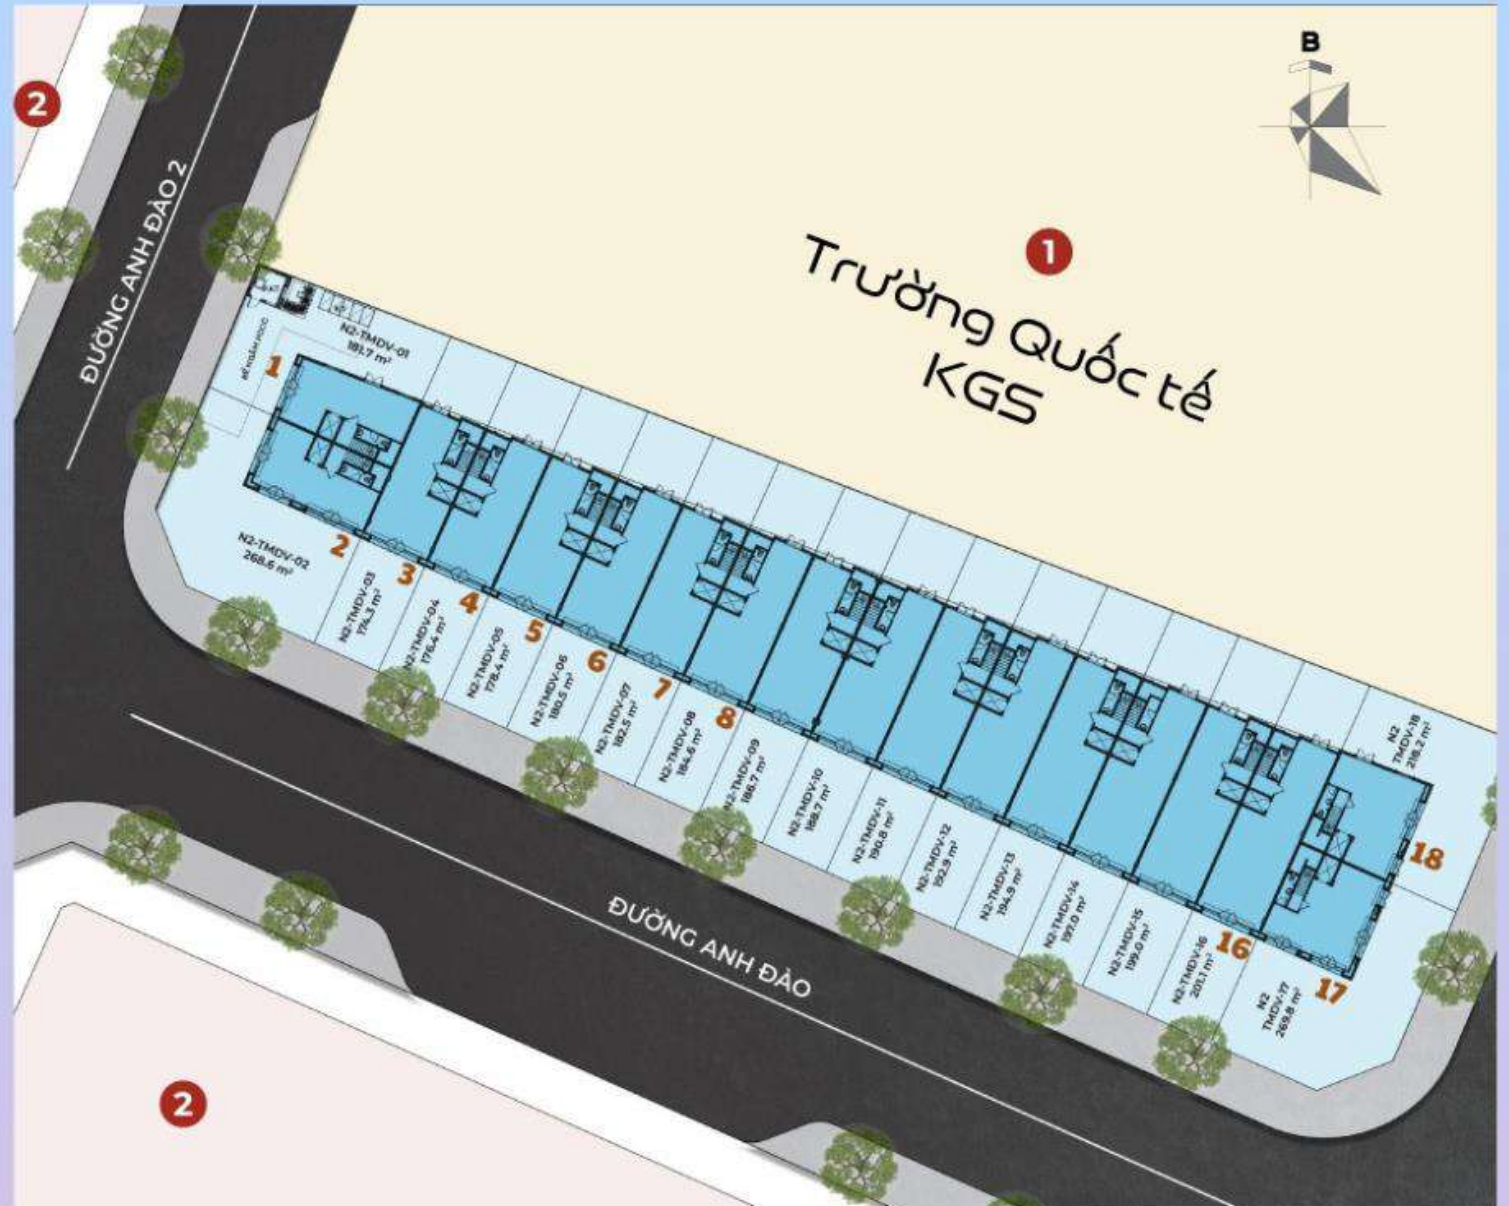 B
2
1
Trường Quốc tế
KGS
ĐƯỜNG ANH ĐÀO 2
N2-TMDV-01
181.7 m²
1
N2-TMDV-02
268.6 m²
2
N2-TMDV-03
174.3 m²
3
N2-TMDV-04
176.4 m²
4
N2-TMDV-05
178.4 m²
5
N2-TMDV-06
180.5 m²
6
N2-TMDV-07
182.5 m²
7
N2-TMDV-08
184.6 m²
8
N2-TMDV-09
186.7 m²
N2-TMDV-10
188.7 m²
N2-TMDV-11
190.8 m²
N2-TMDV-12
192.9 m²
N2-TMDV-13
194.9 m²
N2-TMDV-14
197.0 m²
N2-TMDV-15
199.0 m²
N2-TMDV-16
201.1 m²
16
N2
TMDV-17
269.8 m²
17
N2
TMDV-18
218.2 m²
18
ĐƯỜNG ANH ĐÀO
2